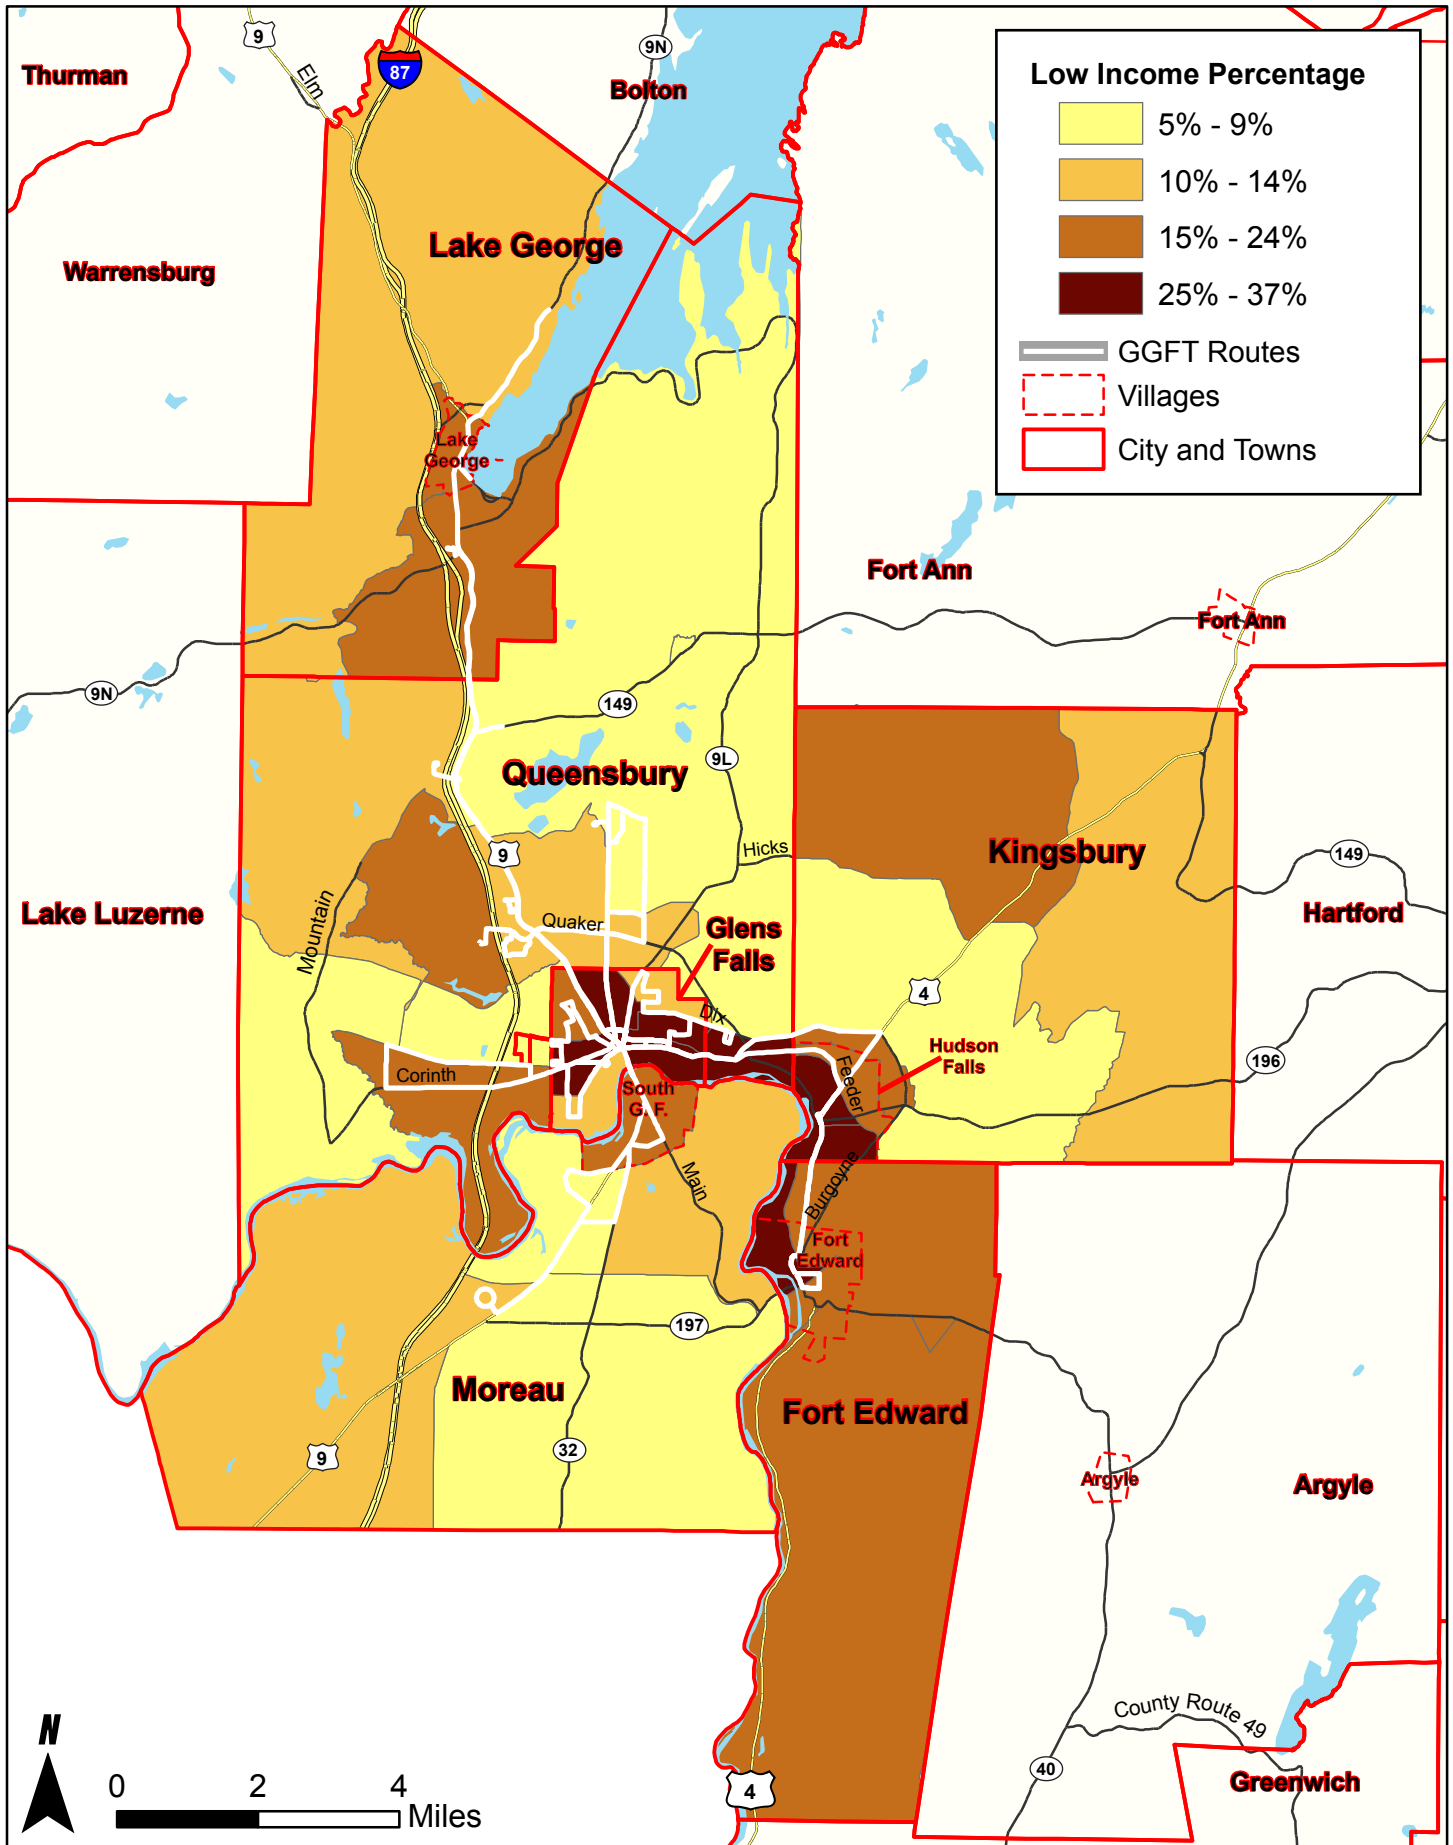 9
Elm
87
9N
Thurman
Bolton
Low Income Percentage
5% - 9%
10% - 14%
15% - 24%
25% - 37%
GGFT Routes
Villages
City and Towns
Lake George
Warrensburg
Lake
George
Fort Ann
Fort Ann
9N
149
9L
Queensbury
Hicks
9
Kingsbury
149
Lake Luzerne
Mountain
Quaker
Glens
Falls
Hartford
4
Dix
Hudson
Falls
196
Corinth
Feeder
South
G.F.
Main
Burgoyne
Fort
Edward
197
Moreau
Fort Edward
32
9
Argyle
Argyle
County Route 49
40
Greenwich
4
N
0
2
4
Miles